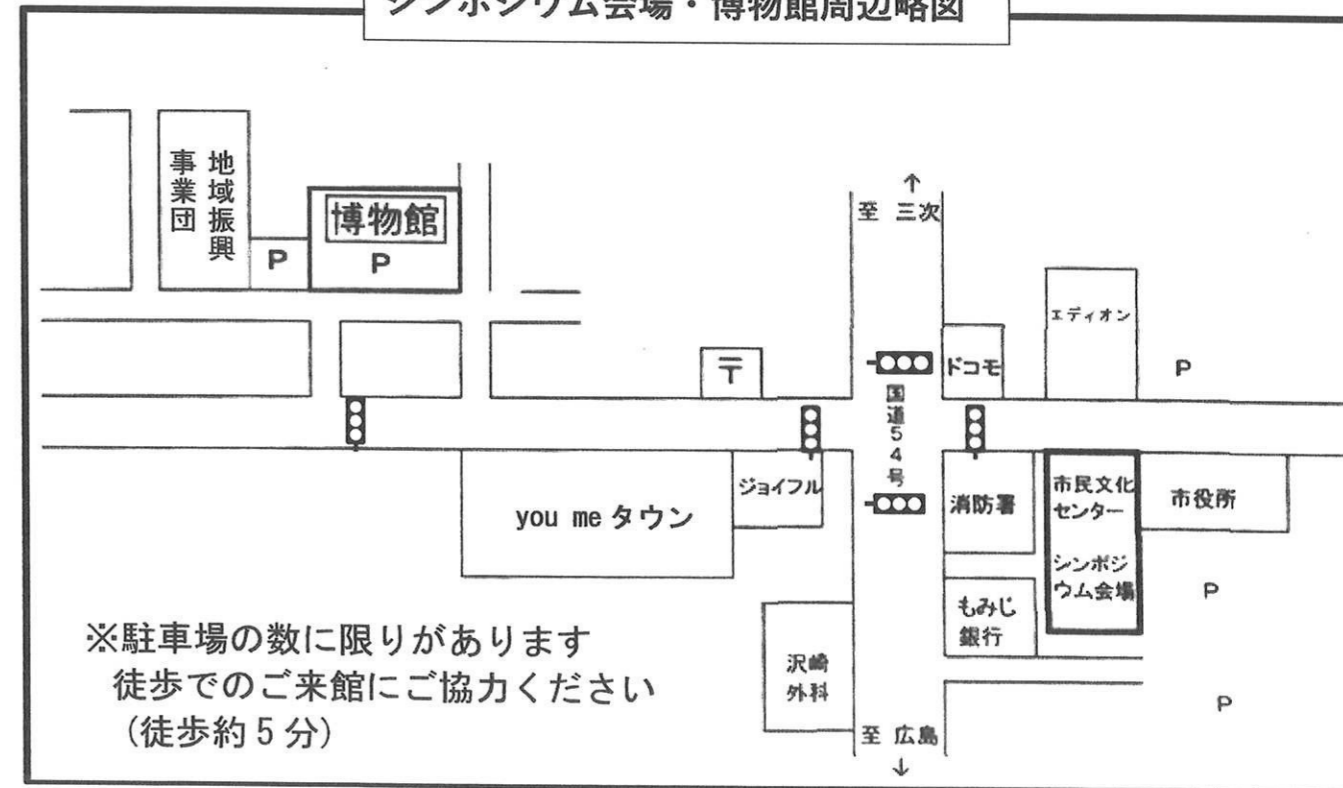 シンポジウム会場・博物館周辺略図
地域振興
事業団
P
博物館
P
↑
至 三次
国道54号
〒
ドコモ
エディオン
P
you me タウン
ジョイフル
消防署
市民文化
センター
シンポジ
ウム会場
市役所
P
もみじ
銀行
沢崎
外科
P
至 広島
↓
※駐車場の数に限りがあります
徒歩でのご来館にご協力ください
(徒歩約5分)